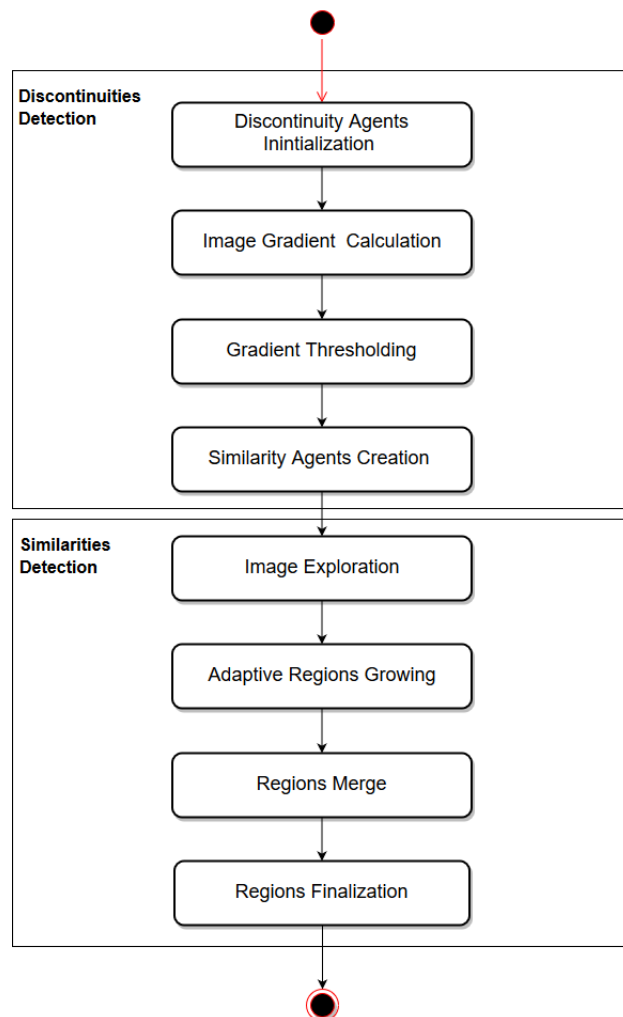 Discontinuities
Detection
Discontinuity Agents
Inintialization
Image Gradient Calculation
Gradient Thresholding
Similarity Agents Creation
Similarities
Detection
Image Exploration
Adaptive Regions Growing
Regions Merge
Regions Finalization